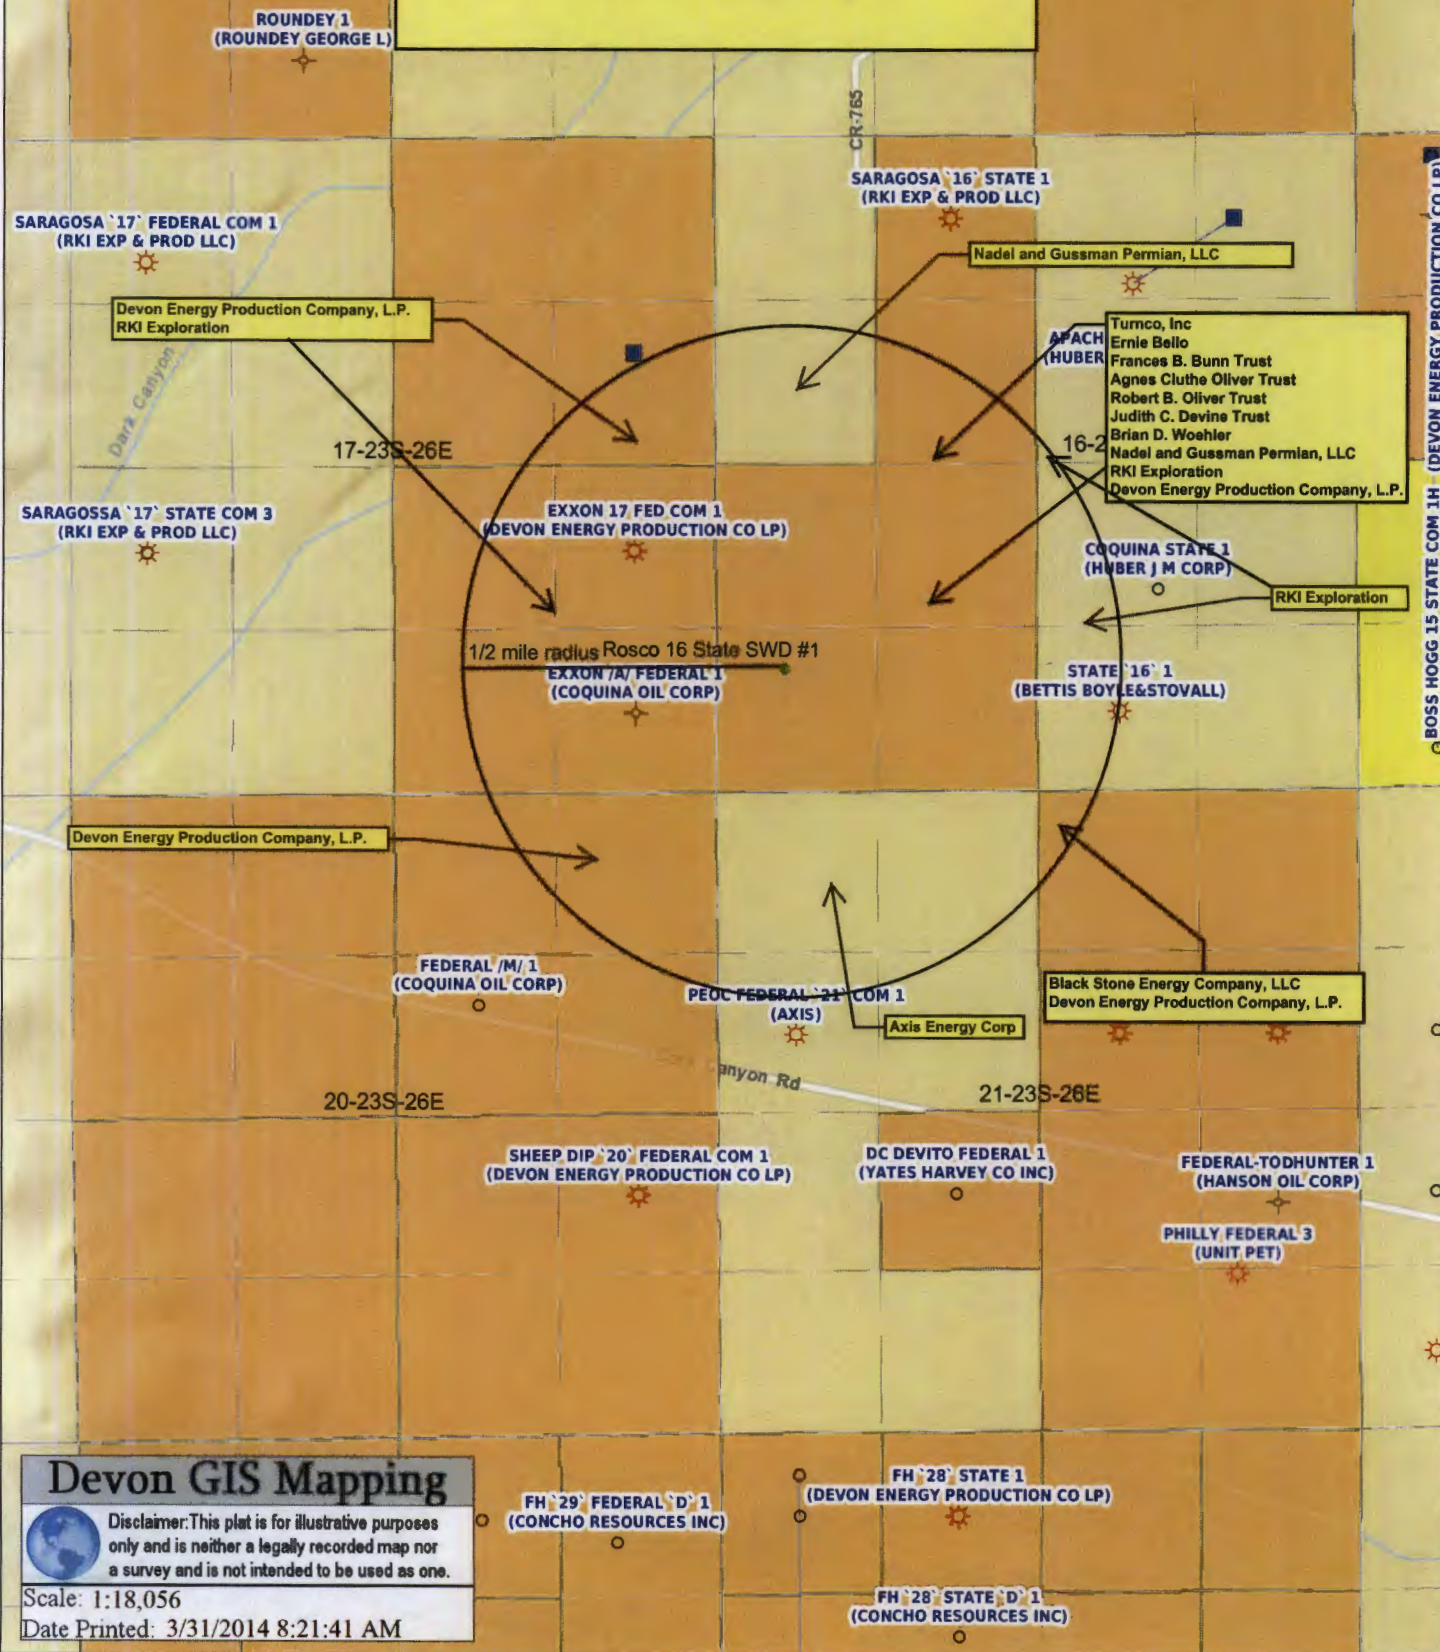 ROUNDEY 1
(ROUNDEY GEORGE L)
CR-765
SARAGOSA `16` STATE 1
(RKI EXP & PROD LLC)
SARAGOSA `17` FEDERAL COM 1
(RKI EXP & PROD LLC)
Nadel and Gussman Permian, LLC
Devon Energy Production Company, L.P.
RKI Exploration
APACH
(HUBER
Turnco, Inc
Ernie Bello
Frances B. Bunn Trust
Agnes Cluthe Oliver Trust
Robert B. Oliver Trust
Judith C. Devine Trust
Brian D. Woehler
Nadel and Gussman Permian, LLC
RKI Exploration
Devon Energy Production Company, L.P.
Dark Canyon
17-23S-26E
16-2
SARAGOSSA `17` STATE COM 3
(RKI EXP & PROD LLC)
EXXON 17 FED COM 1
(DEVON ENERGY PRODUCTION CO LP)
COQUINA STATE 1
(HUBER J M CORP)
RKI Exploration
BOSS HOGG 15 STATE COM 1H (DEVON ENERGY PRODUCTION CO LP)
1/2 mile radius Rosco 16 State SWD #1
EXXON /A/ FEDERAL 1
(COQUINA OIL CORP)
STATE `16` 1
(BETTIS BOYLE&STOVALL)
Devon Energy Production Company, L.P.
FEDERAL /M/ 1
(COQUINA OIL CORP)
PEOC FEDERAL `21` COM 1
(AXIS)
Axis Energy Corp
Black Stone Energy Company, LLC
Devon Energy Production Company, L.P.
Canyon Rd
20-23S-26E
21-23S-26E
SHEEP DIP `20` FEDERAL COM 1
(DEVON ENERGY PRODUCTION CO LP)
DC DEVITO FEDERAL 1
(YATES HARVEY CO INC)
FEDERAL-TODHUNTER 1
(HANSON OIL CORP)
PHILLY FEDERAL 3
(UNIT PET)
Devon GIS Mapping
Disclaimer: This plat is for illustrative purposes
only and is neither a legally recorded map nor
a survey and is not intended to be used as one.
Scale: 1:18,056
Date Printed: 3/31/2014 8:21:41 AM
FH `29` FEDERAL `D` 1
(CONCHO RESOURCES INC)
FH `28` STATE 1
(DEVON ENERGY PRODUCTION CO LP)
FH `28` STATE `D` 1
(CONCHO RESOURCES INC)